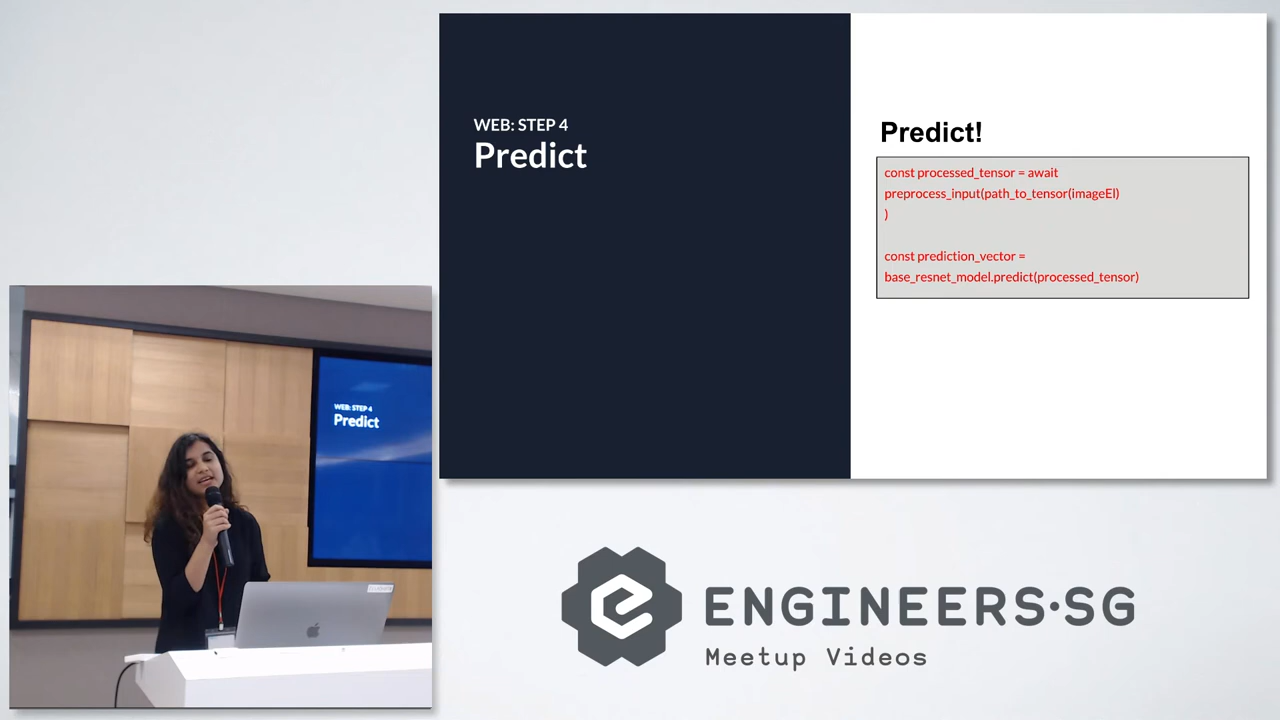 WEB: STEP 4
Predict
Predict!
const processed_tensor = await
preprocess_input(path_to_tensor(imageEl)
)
const prediction_vector =
base_resnet_model.predict(processed_tensor)
WEB: STEP 4
Predict
ENGINEERS·SG
Meetup Videos